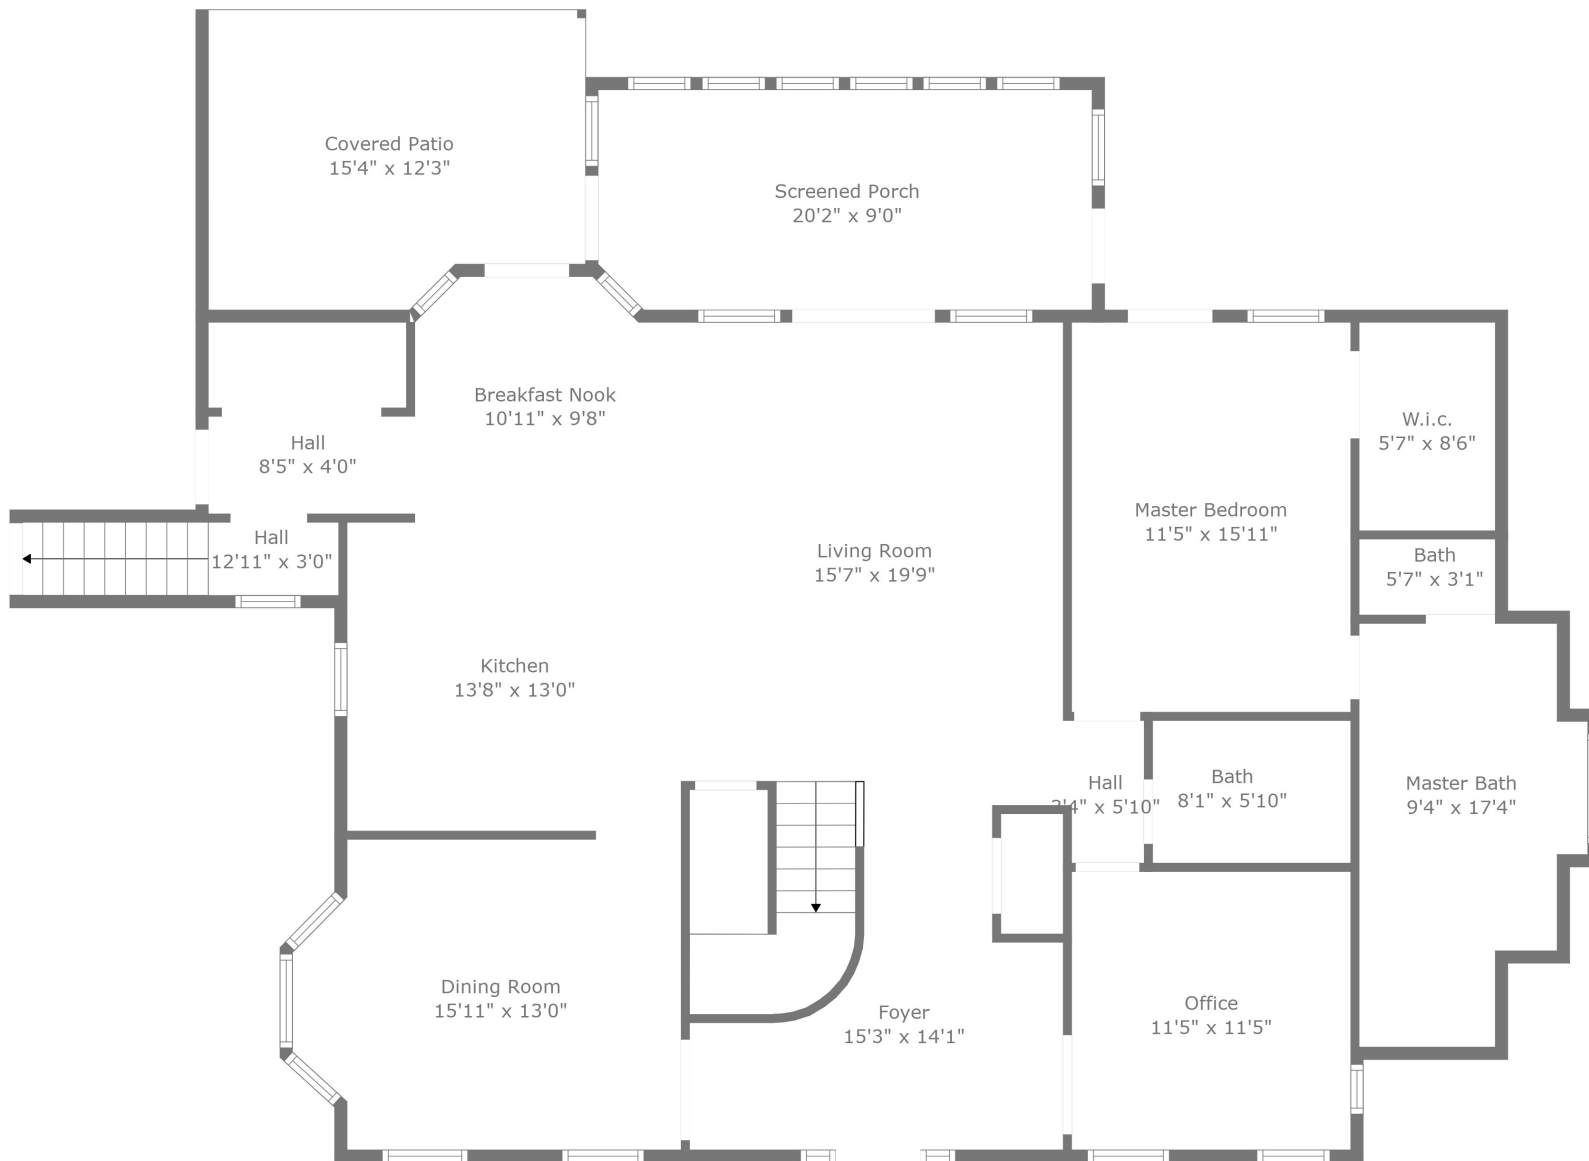 Covered Patio
15'4" x 12'3"
Screened Porch
20'2" x 9'0"
Breakfast Nook
10'11" x 9'8"
Hall
8'5" x 4'0"
W.i.c.
5'7" x 8'6"
Master Bedroom
11'5" x 15'11"
Hall
12'11" x 3'0"
Living Room
15'7" x 19'9"
Bath
5'7" x 3'1"
Kitchen
13'8" x 13'0"
Hall
3'4" x 5'10"
Bath
8'1" x 5'10"
Master Bath
9'4" x 17'4"
Dining Room
15'11" x 13'0"
Foyer
15'3" x 14'1"
Office
11'5" x 11'5"